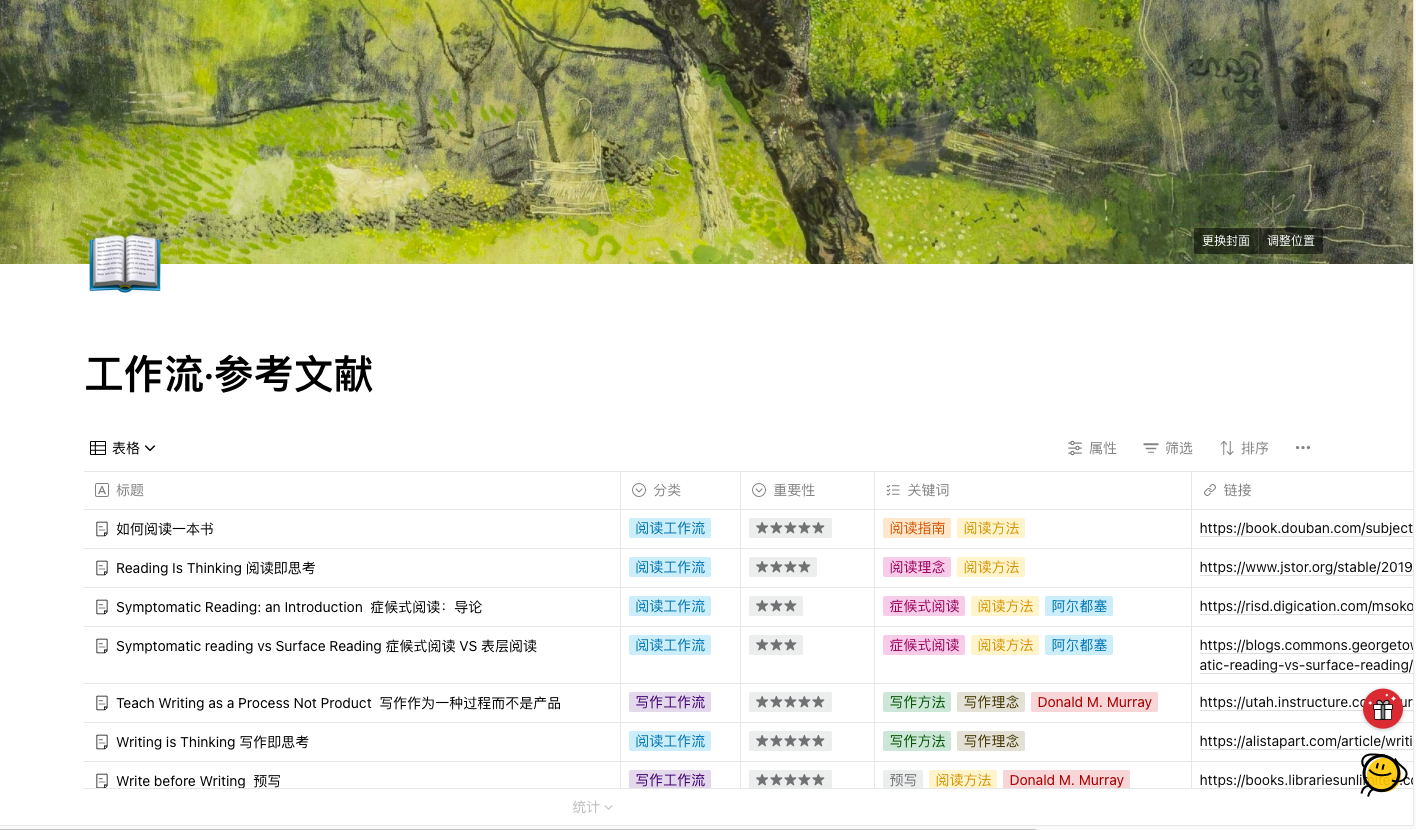 更换封面 调整位置
工作流·参考文献
表格 属性 筛选 排序
标题 分类 重要性 关键词 链接
如何阅读一本书 阅读工作流 ★★★★★ 阅读指南 阅读方法 https://book.douban.com/subject
Reading Is Thinking 阅读即思考 阅读工作流 ★★★★ 阅读理念 阅读方法 https://www.jstor.org/stable/2019
Symptomatic Reading: an Introduction 症候式阅读：导论 阅读工作流 ★★★ 症候式阅读 阅读方法 阿尔都塞 https://risd.digication.com/msoko
Symptomatic reading vs Surface Reading 症候式阅读 VS 表层阅读 阅读工作流 ★★★ 症候式阅读 阅读方法 阿尔都塞 https://blogs.commons.georgetow
atic-reading-vs-surface-reading/
Teach Writing as a Process Not Product 写作作为一种过程而不是产品 写作工作流 ★★★★★ 写作方法 写作理念 Donald M. Murray https://utah.instructure.co
Writing is Thinking 写作即思考 阅读工作流 ★★★★★ 写作方法 写作理念 https://alistapart.com/article/writi
Write before Writing 预写 写作工作流 ★★★★★ 预写 阅读方法 Donald M. Murray https://books.librariesunli
统计